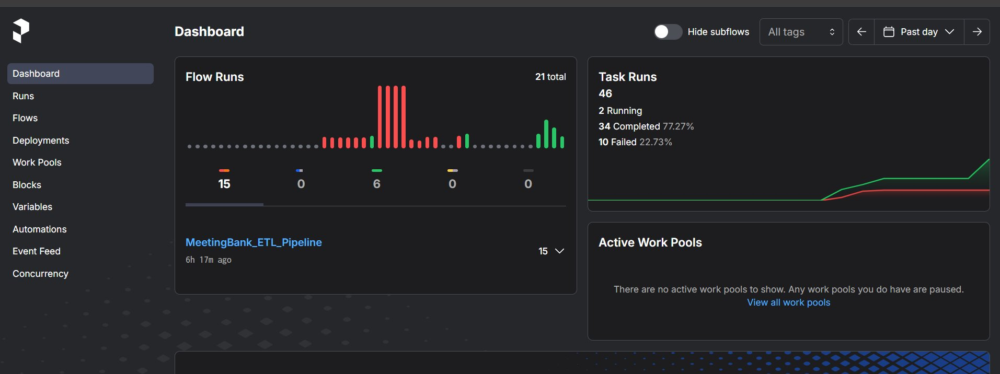 Dashboard
Hide subflows
All tags
Past day
Dashboard
Runs
Flows
Deployments
Work Pools
Blocks
Variables
Automations
Event Feed
Concurrency
Flow Runs
21 total
15
0
6
0
0
MeetingBank_ETL_Pipeline
6h 17m ago
15
Task Runs
46
2 Running
34 Completed 77.27%
10 Failed 22.73%
Active Work Pools
There are no active work pools to show. Any work pools you do have are paused.
View all work pools